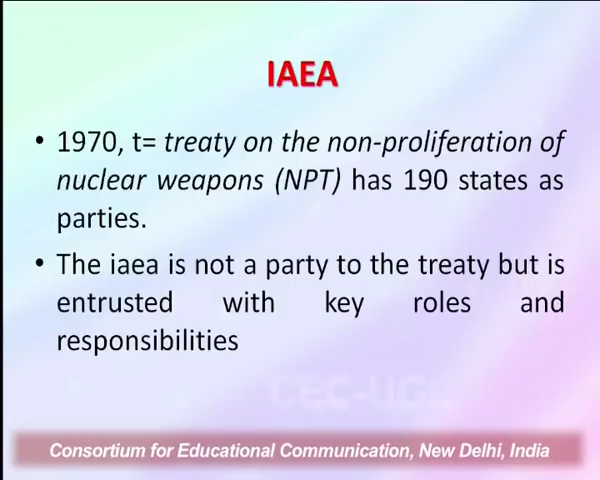 IAEA
• 1970, t= treaty on the non-proliferation of
nuclear weapons (NPT) has 190 states as
parties.
• The iaea is not a party to the treaty but is
entrusted with key roles and
responsibilities
CEC-UGC
Consortium for Educational Communication, New Delhi, India